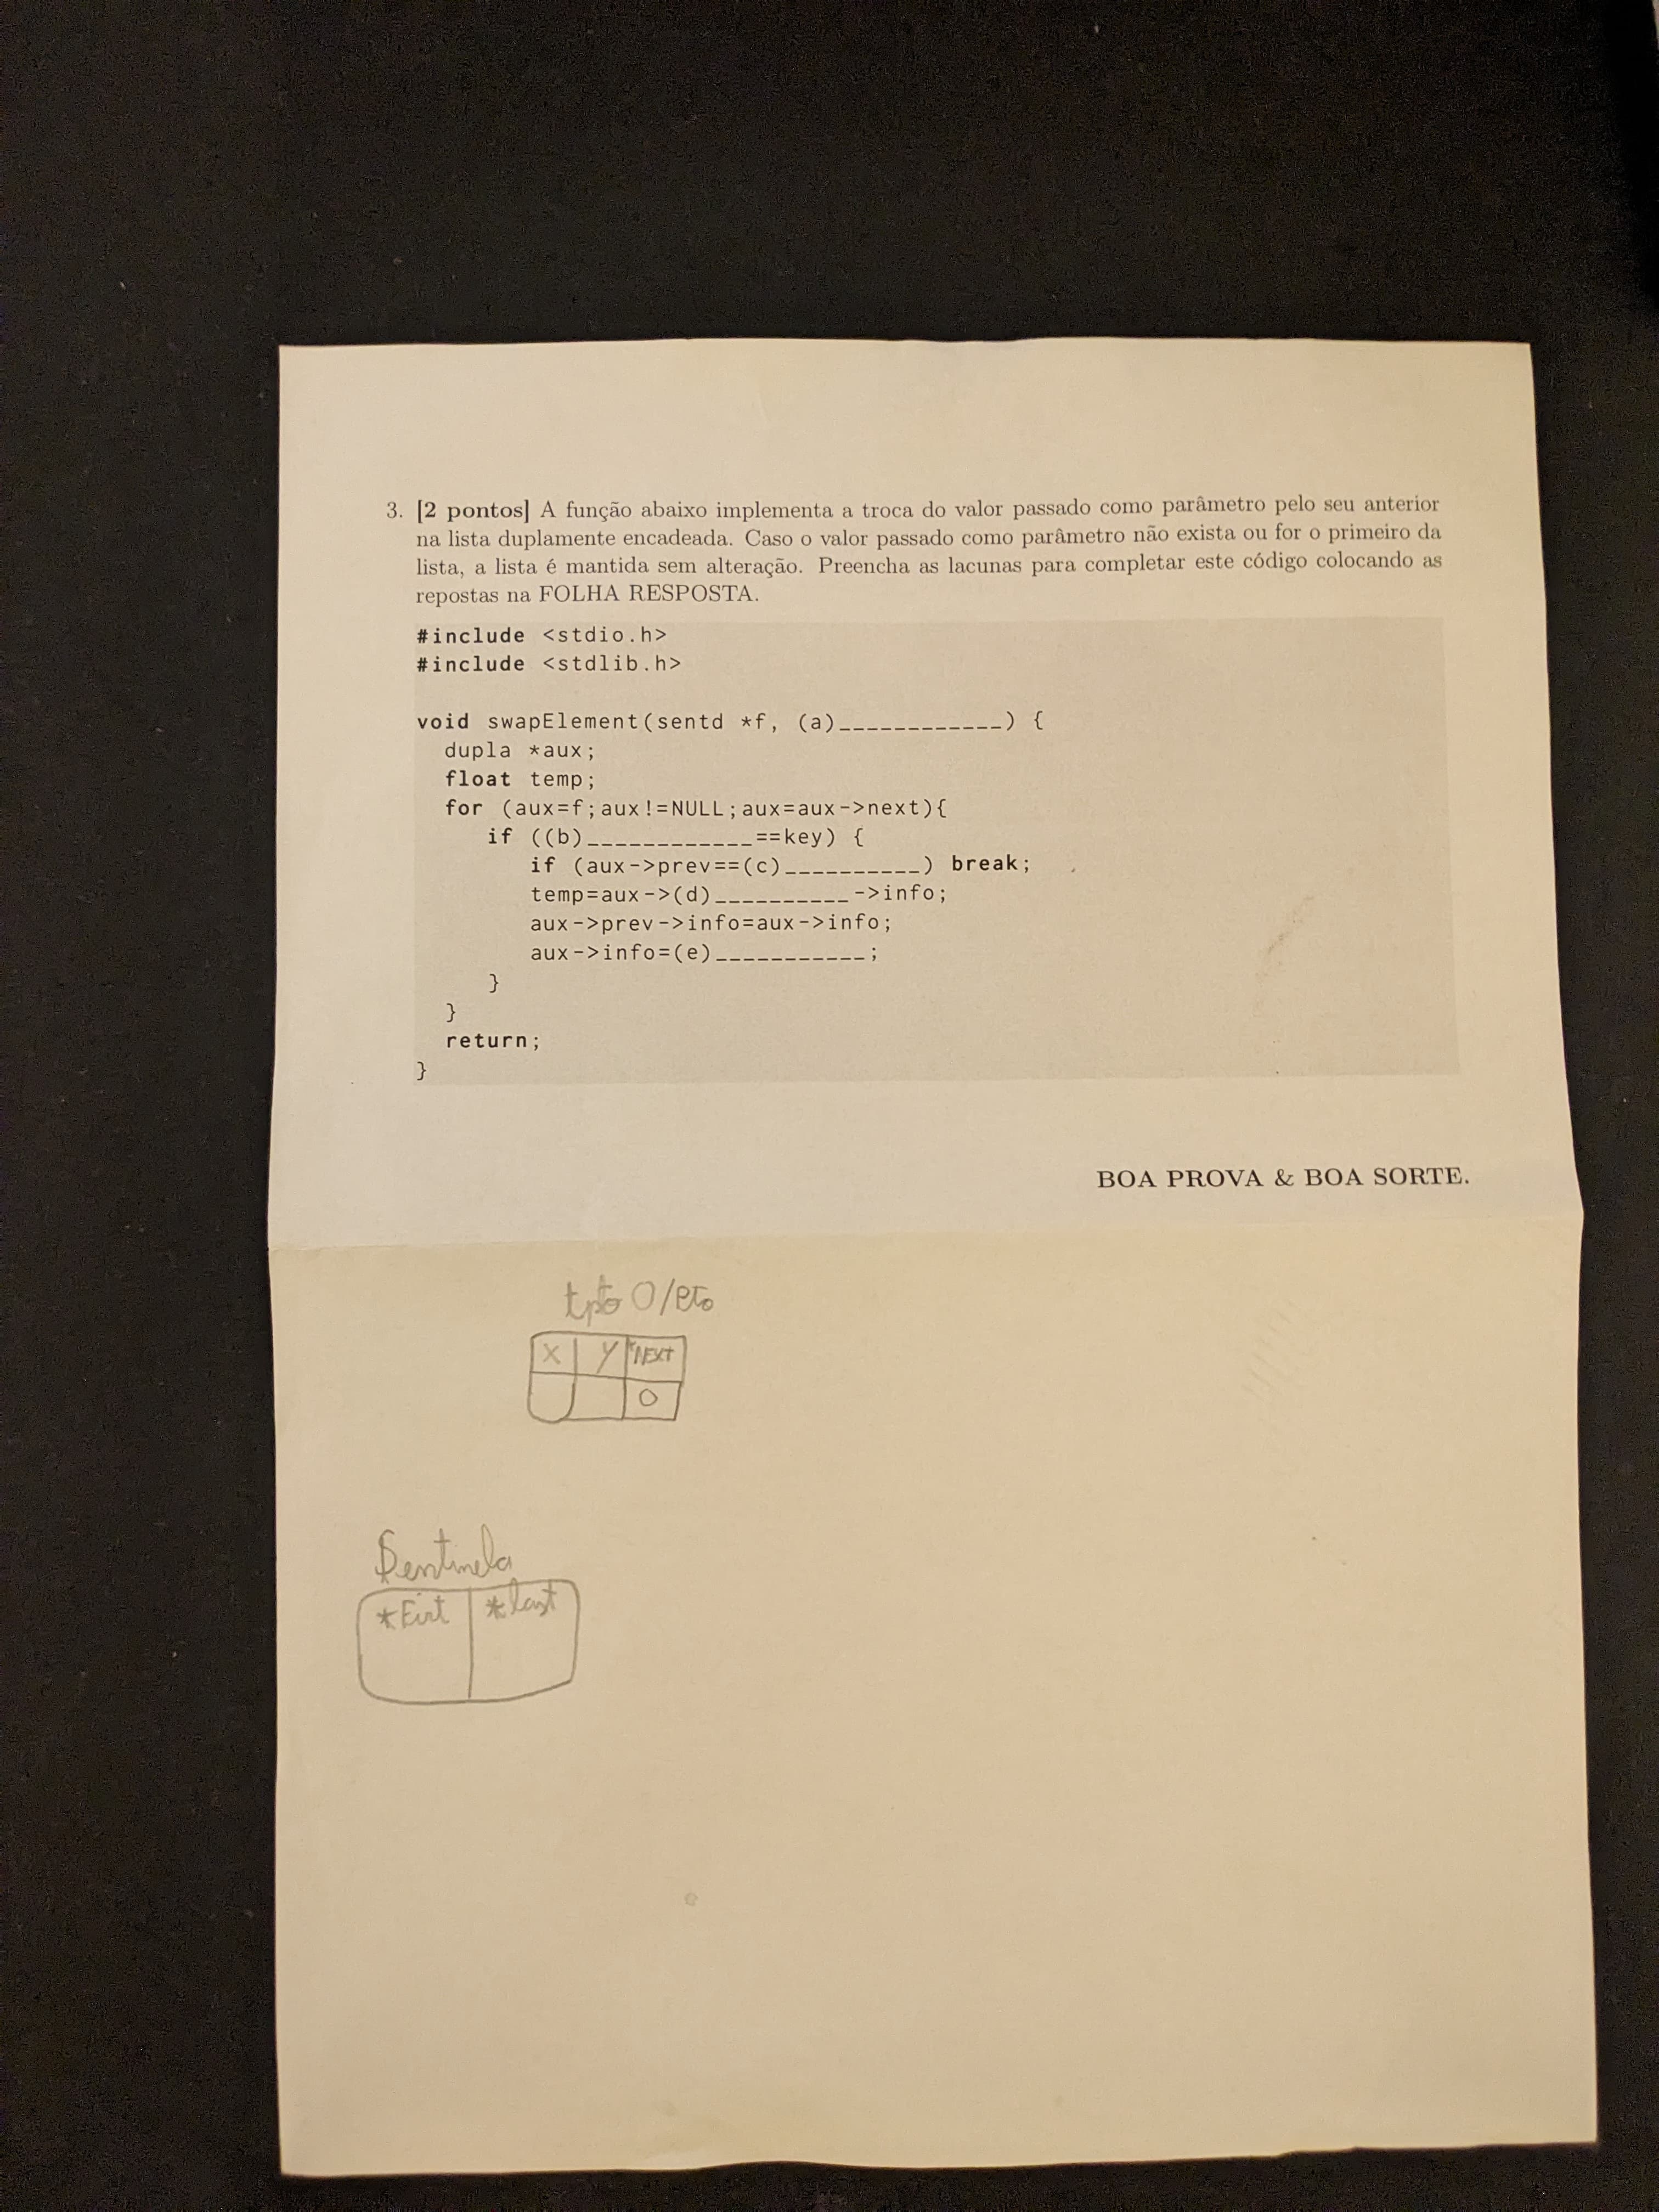 3. [2 pontos] A função abaixo implementa a troca do valor passado como parâmetro pelo seu anterior
na lista duplamente encadeada. Caso o valor passado como parâmetro não exista ou for o primeiro da
lista, a lista é mantida sem alteração. Preencha as lacunas para completar este código colocando as
repostas na FOLHA RESPOSTA.
#include <stdio.h>
#include <stdlib.h>
void swapElement(sentd *f, (a)____________) {
dupla *aux;
float temp;
for (aux=f;aux!=NULL;aux=aux->next){
if ((b)____________==key) {
if (aux->prev==(c)__________) break;
temp=aux->(d)__________->info;
aux->prev->info=aux->info;
aux->info=(e)___________;
}
}
return;
}
BOA PROVA & BOA SORTE.
X Y *NEXT
O
Sentinela
*Firt *last